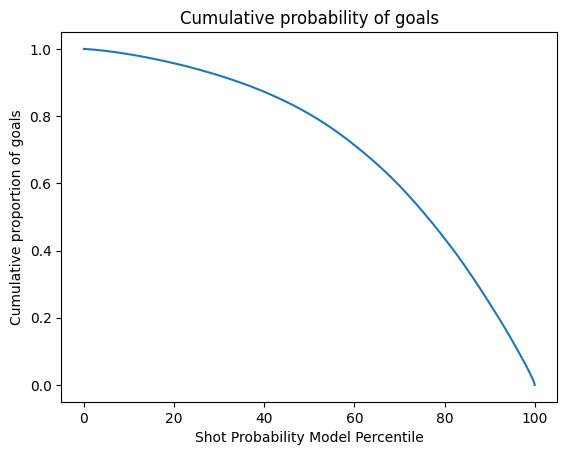 Cumulative probability of goals
Cumulative proportion of goals
1.0
0.8
0.6
0.4
0.2
0.0
0 20 40 60 80 100
Shot Probability Model Percentile